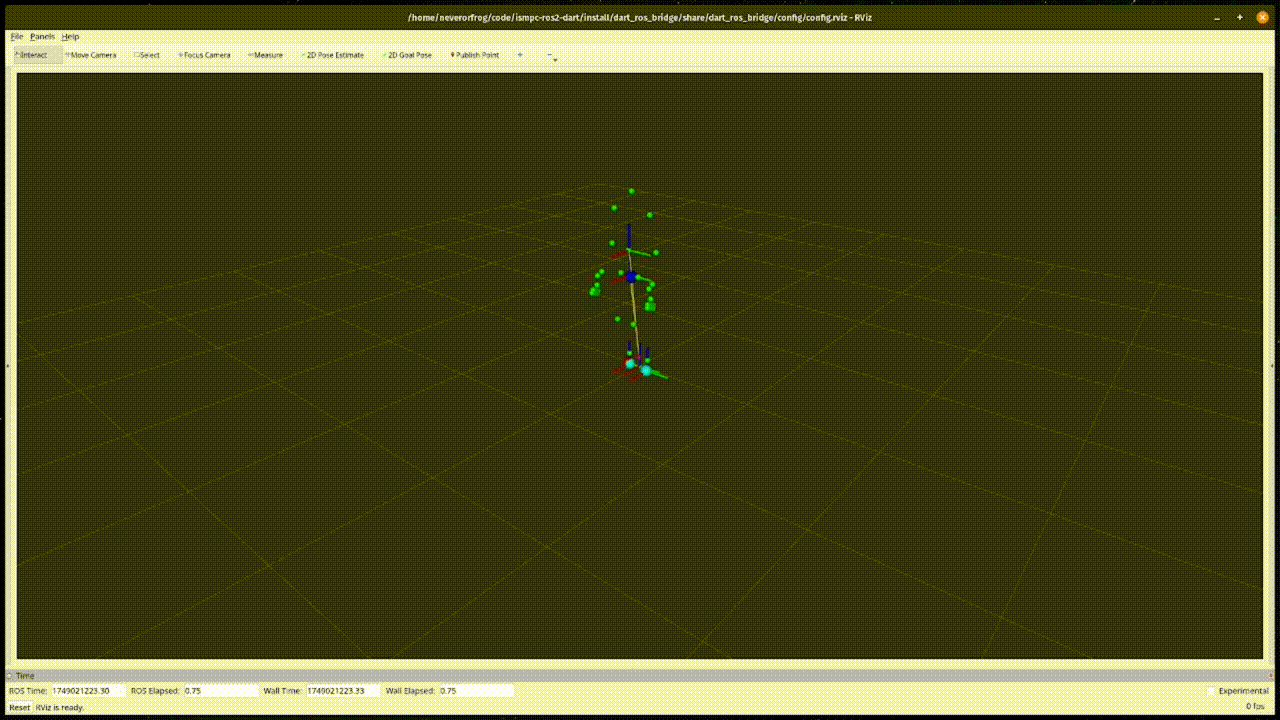 /home/neverorfrog/code/ismpc-ros2-dart/install/dart_ros_bridge/share/dart_ros_bridge/config/config.rviz - RViz
File Panels Help
Interact Move Camera Select Focus Camera Measure 2D Pose Estimate 2D Goal Pose Publish Point
Time
ROS Time: 1749021223.30 ROS Elapsed: 0.75 Wall Time: 1749021223.33 Wall Elapsed: 0.75 Experimental
Reset RViz is ready. 0 fps